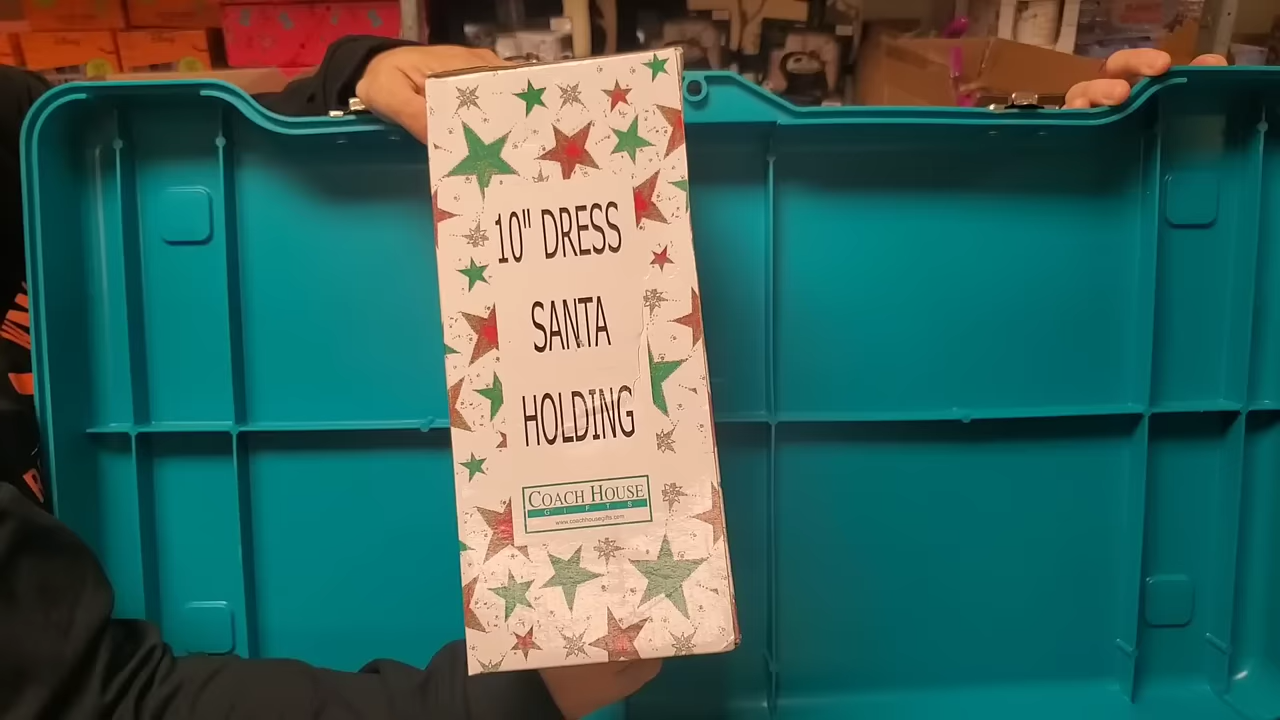 10" DRESS
SANTA
HOLDING
COACH HOUSE
GIFTS
www.coachhousegifts.com